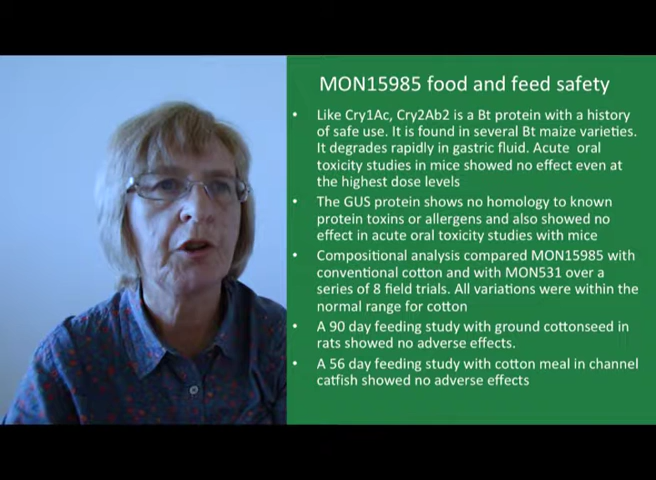 MON15985 food and feed safety
• Like Cry1Ac, Cry2Ab2 is a Bt protein with a history
of safe use. It is found in several Bt maize varieties.
It degrades rapidly in gastric fluid. Acute oral
toxicity studies in mice showed no effect even at
the highest dose levels
• The GUS protein shows no homology to known
protein toxins or allergens and also showed no
effect in acute oral toxicity studies with mice
• Compositional analysis compared MON15985 with
conventional cotton and with MON531 over a
series of 8 field trials. All variations were within the
normal range for cotton
• A 90 day feeding study with ground cottonseed in
rats showed no adverse effects.
• A 56 day feeding study with cotton meal in channel
catfish showed no adverse effects